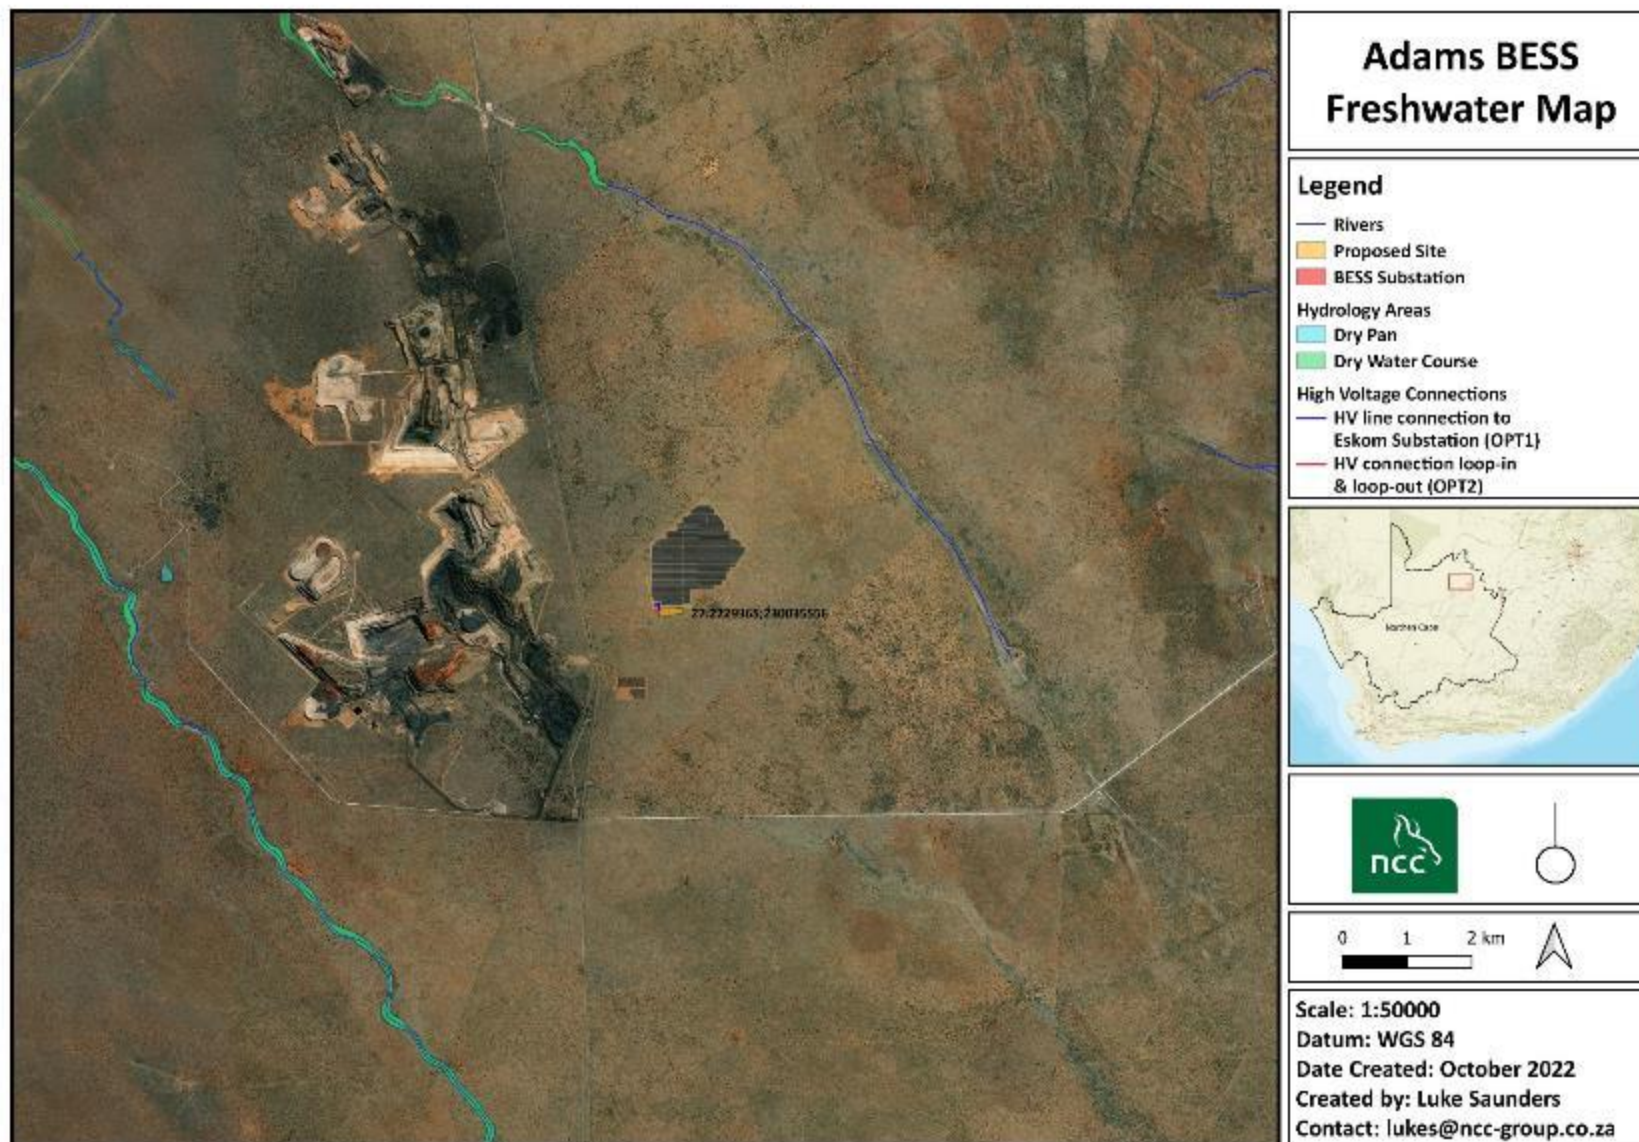 Adams BESS
Freshwater Map
Legend
Rivers
Proposed Site
BESS Substation
Hydrology Areas
Dry Pan
Dry Water Course
High Voltage Connections
HV line connection to
Eskom Substation (OPT1)
HV connection loop-in
& loop-out (OPT2)
Northern Cape
ncc
0 1 2 km
Scale: 1:50000
Datum: WGS 84
Date Created: October 2022
Created by: Luke Saunders
Contact: lukes@ncc-group.co.za